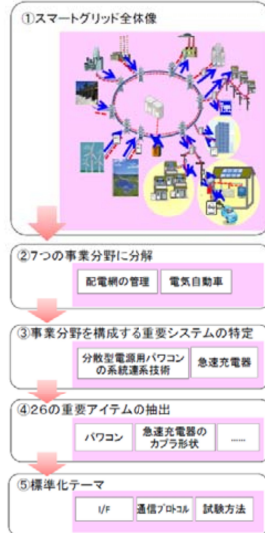 ①スマートグリッド全体像
②7つの事業分野に分解
配電網の管理
電気自動車
③事業分野を構成する重要システムの特定
分散型電源用パワコン
の系統連系技術
急速充電器
④26の重要アイテムの抽出
パワコン
急速充電器の
カプラ形状
……
⑤標準化テーマ
I/F
通信プロトコル
試験方法